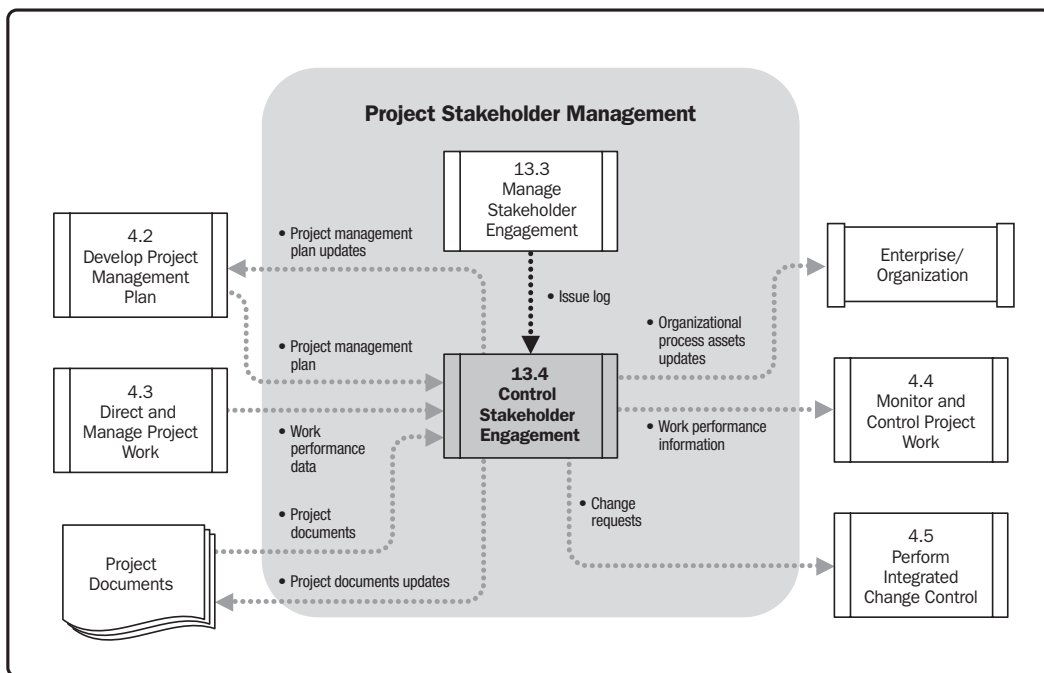 Project Stakeholder Management
13.3
Manage
Stakeholder
Engagement
4.2
Develop Project
Management
Plan
• Project management
plan updates
Enterprise/
Organization
• Issue log
• Organizational
process assets
updates
• Project management
plan
13.4
Control
Stakeholder
Engagement
4.3
Direct and
Manage Project
Work
4.4
Monitor and
Control Project
Work
• Work
performance
data
• Work performance
information
• Project
documents
• Change
requests
Project
Documents
• Project documents updates
4.5
Perform
Integrated
Change Control